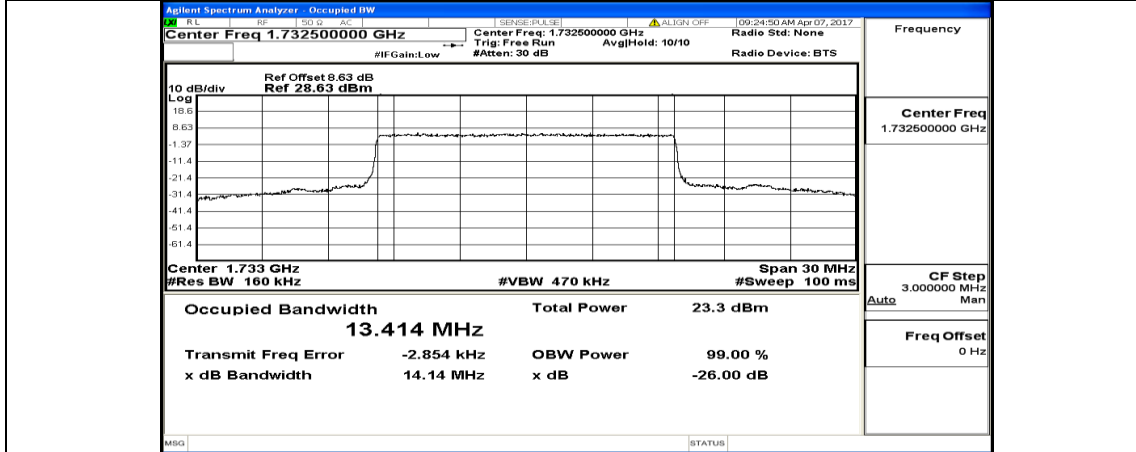 Agilent Spectrum Analyzer - Occupied BW
LXI RL RF 50 Ω AC SENSE:PULSE ALIGN OFF 09:24:50 AM Apr 07, 2017
Center Freq 1.732500000 GHz
Center Freq: 1.732500000 GHz Radio Std: None
Trig: Free Run Avg|Hold: 10/10
#IFGain:Low #Atten: 30 dB Radio Device: BTS
Ref Offset 8.63 dB
10 dB/div Ref 28.63 dBm
Log
18.6
8.63
-1.37
-11.4
-21.4
-31.4
-41.4
-51.4
-61.4
Center 1.733 GHz Span 30 MHz
#Res BW 160 kHz #VBW 470 kHz #Sweep 100 ms
Occupied Bandwidth Total Power 23.3 dBm
13.414 MHz
Transmit Freq Error -2.854 kHz OBW Power 99.00 %
x dB Bandwidth 14.14 MHz x dB -26.00 dB
MSG STATUS
Frequency
Center Freq
1.732500000 GHz
CF Step
3.000000 MHz
Auto Man
Freq Offset
0 Hz